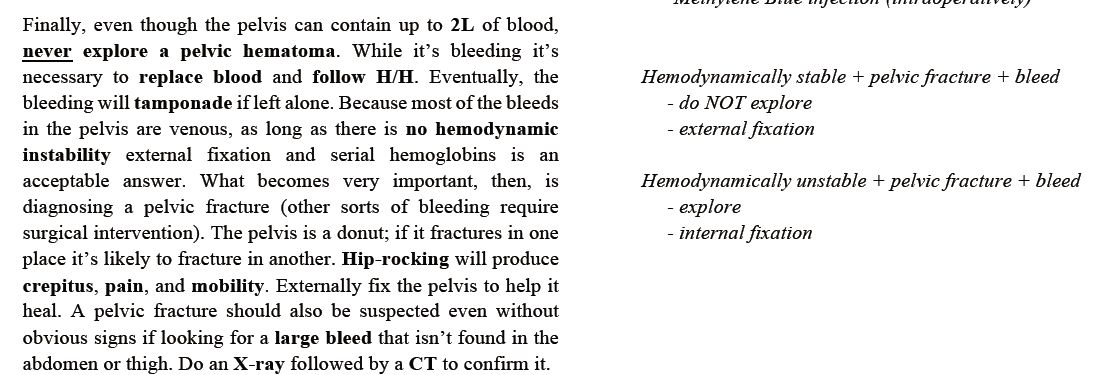 Methylene Blue injection (intraoperatively)
Finally, even though the pelvis can contain up to 2L of blood,
never explore a pelvic hematoma. While it's bleeding it's
necessary to replace blood and follow H/H. Eventually, the
bleeding will tamponade if left alone. Because most of the bleeds
in the pelvis are venous, as long as there is no hemodynamic
instability external fixation and serial hemoglobins is an
acceptable answer. What becomes very important, then, is
diagnosing a pelvic fracture (other sorts of bleeding require
surgical intervention). The pelvis is a donut; if it fractures in one
place it's likely to fracture in another. Hip-rocking will produce
crepitus, pain, and mobility. Externally fix the pelvis to help it
heal. A pelvic fracture should also be suspected even without
obvious signs if looking for a large bleed that isn't found in the
abdomen or thigh. Do an X-ray followed by a CT to confirm it.
Hemodynamically stable + pelvic fracture + bleed
- do NOT explore
- external fixation
Hemodynamically unstable + pelvic fracture + bleed
- explore
- internal fixation